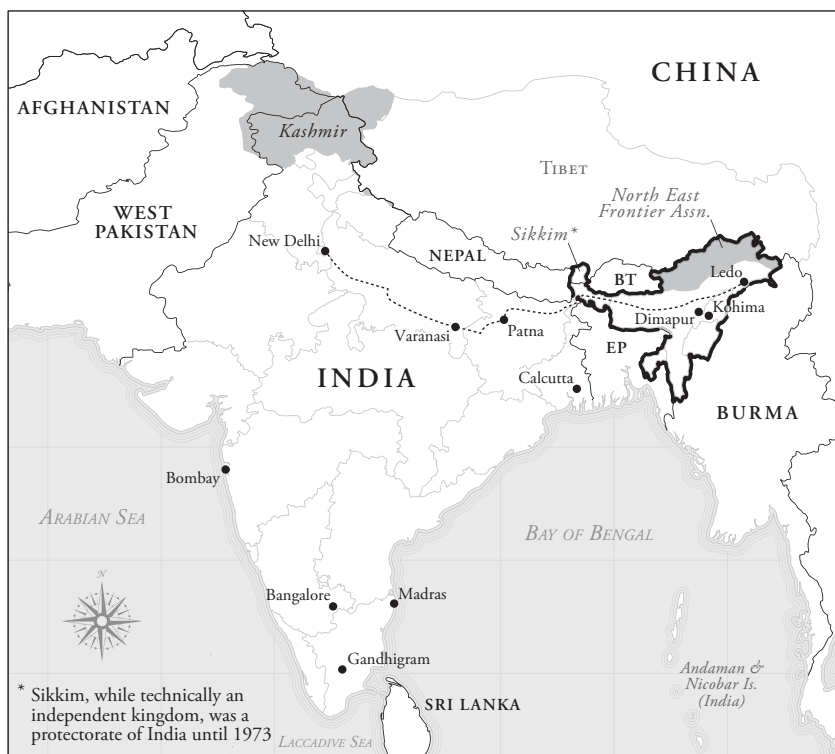 CHINA
AFGHANISTAN
Kashmir
TIBET
WEST
PAKISTAN
North East
Frontier Assn.
Sikkim*
New Delhi
NEPAL
BT
Ledo
Dimapur
Kohima
Varanasi
Patna
EP
INDIA
Calcutta
BURMA
Bombay
ARABIAN SEA
BAY OF BENGAL
N
Bangalore
Madras
Gandhigram
Andaman &
Nicobar Is.
(India)
* Sikkim, while technically an
independent kingdom, was a
protectorate of India until 1973
SRI LANKA
LACCADIVE SEA